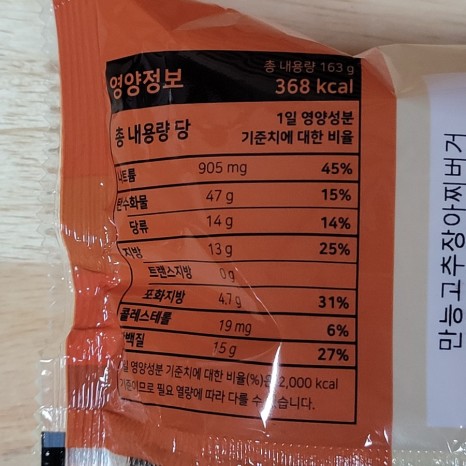 영양정보
총 내용량 163 g
368 kcal
총 내용량 당
1일 영양성분
기준치에 대한 비율
나트륨 905 mg 45%
탄수화물 47 g 15%
당류 14 g 14%
지방 13 g 25%
트랜스지방 0 g
포화지방 4.7 g 31%
콜레스테롤 19 mg 6%
단백질 15 g 27%
1일 영양성분 기준치에 대한 비율(%)은 2,000 kcal
기준이므로 필요 열량에 따라 다를 수 있습니다.
만능고추장아찌버거